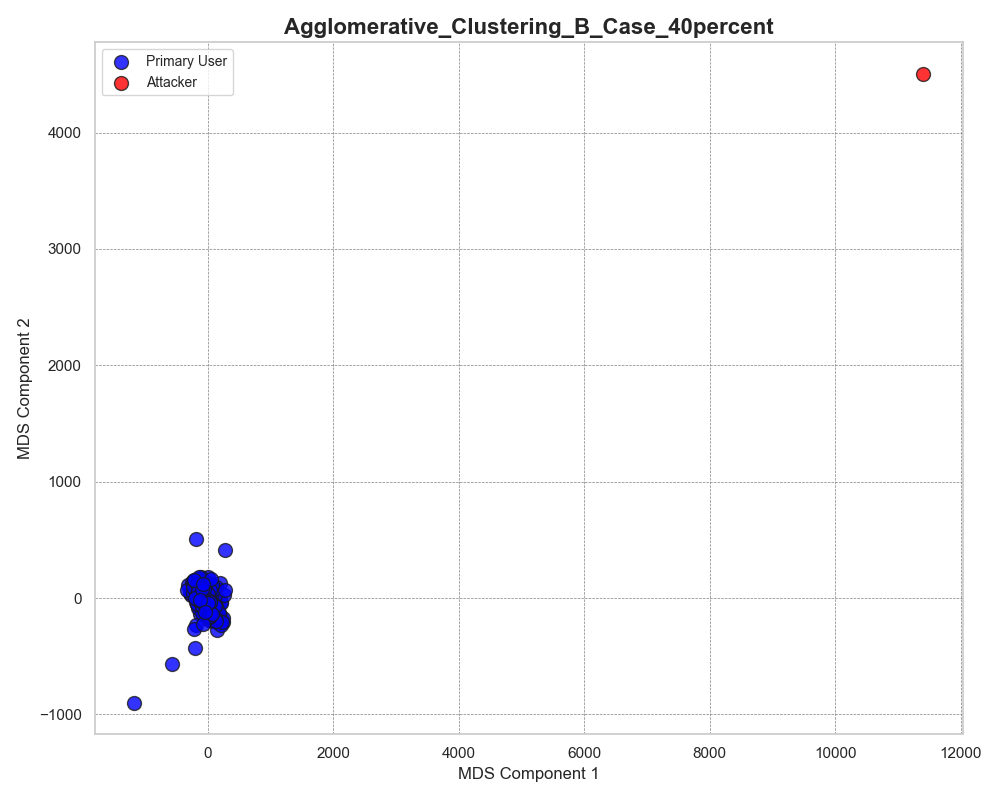 Agglomerative_Clustering_B_Case_40percent
Primary User
Attacker
4000
3000
2000
1000
0
−1000
MDS Component 2
0 2000 4000 6000 8000 10000 12000
MDS Component 1